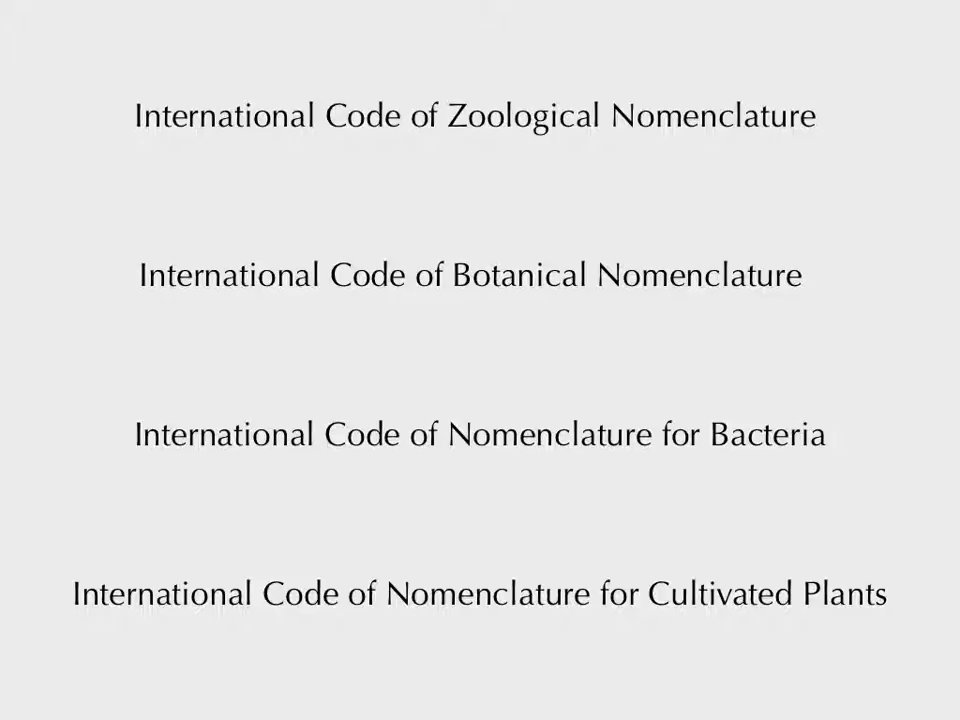 International Code of Zoological Nomenclature
International Code of Botanical Nomenclature
International Code of Nomenclature for Bacteria
International Code of Nomenclature for Cultivated Plants